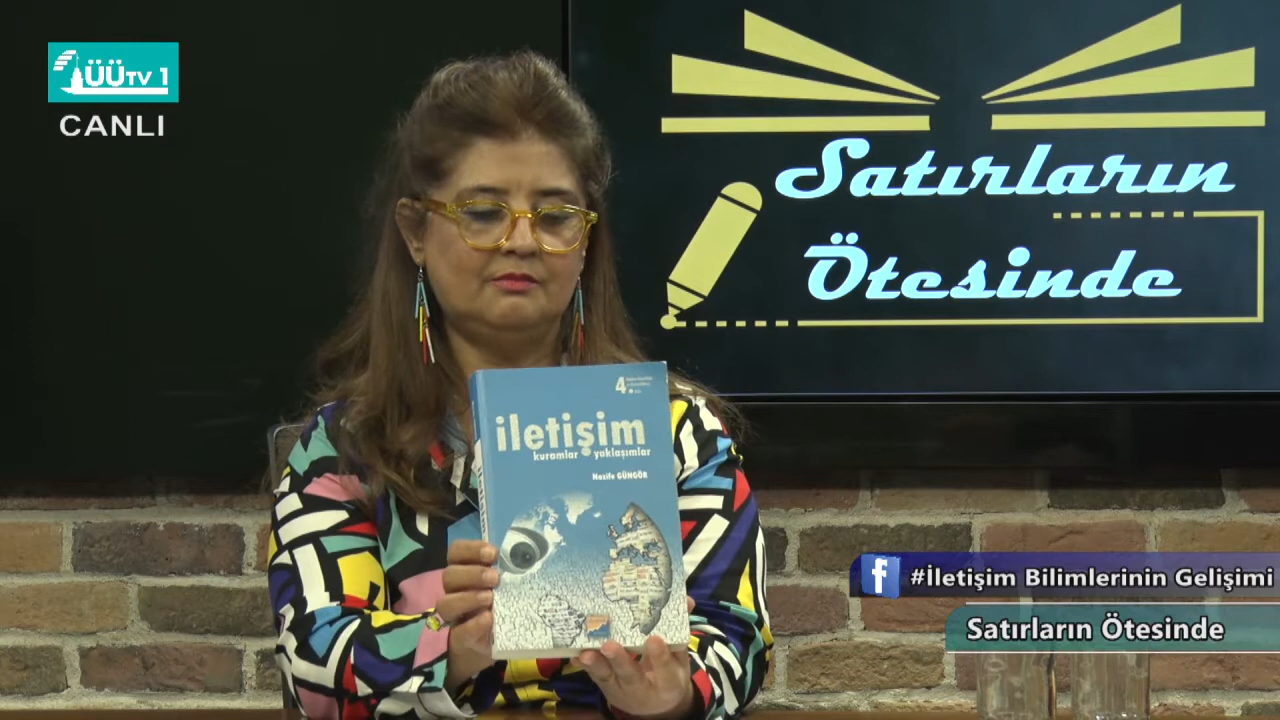 ÜÜTV 1
CANLI
Satırların
Ötesinde
4
iletişim
kuramlar yaklaşımlar
Nazife GÜNGÖR
#İletişim Bilimlerinin Gelişimi
Satırların Ötesinde